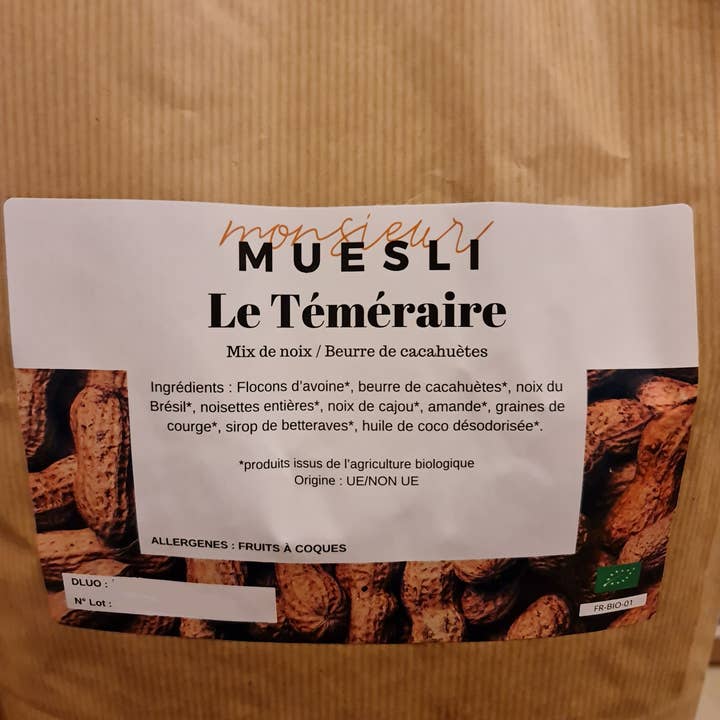 monsieur
MUESLI
Le Téméraire
Mix de noix / Beurre de cacahuètes
Ingrédients : Flocons d'avoine*, beurre de cacahuètes*, noix du
Brésil*, noisettes entières*, noix de cajou*, amande*, graines de
courge*, sirop de betteraves*, huile de coco désodorisée*.
*produits issus de l'agriculture biologique
Origine : UE/NON UE
ALLERGENES : FRUITS À COQUES
DLUO :
N° Lot :
FR-BIO-01